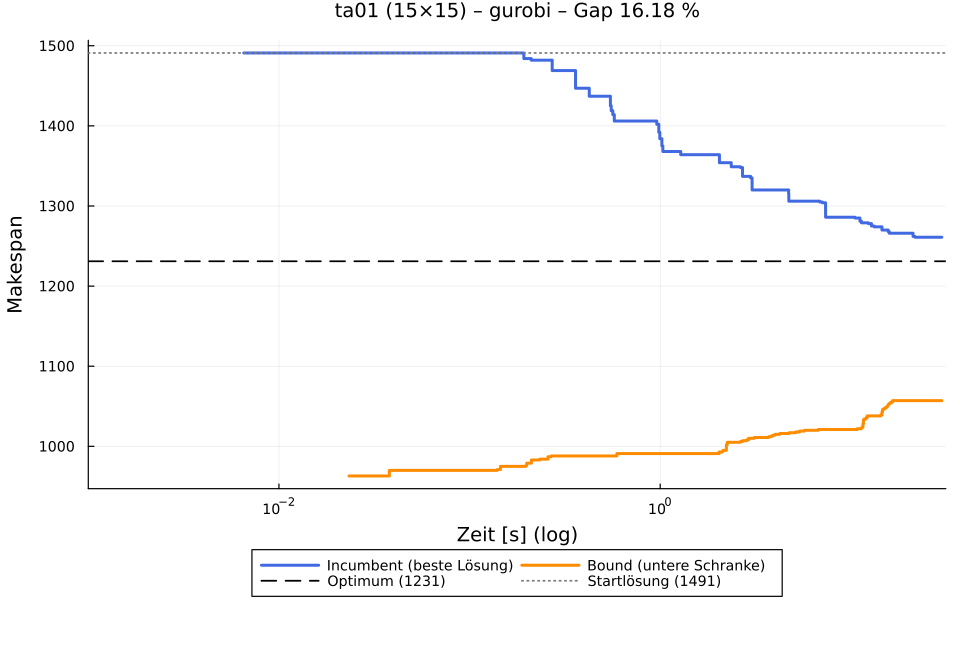 ta01 (15×15) – gurobi – Gap 16.18 %
1500
1400
1300
1200
1100
1000
Makespan
10⁻²
10⁰
Zeit [s] (log)
Incumbent (beste Lösung)
Bound (untere Schranke)
Optimum (1231)
Startlösung (1491)